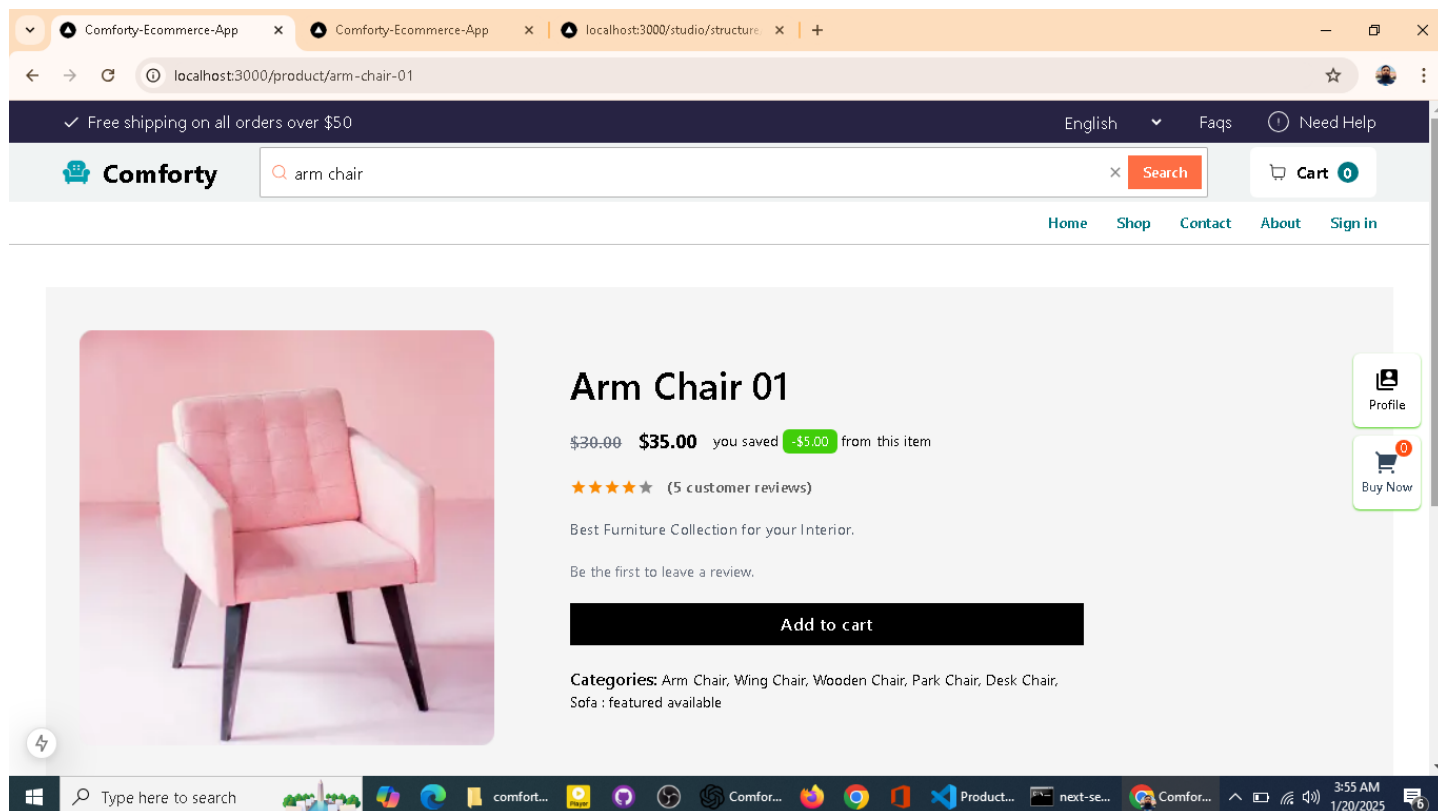 Comforty-Ecommerce-App
Comforty-Ecommerce-App
localhost:3000/studio/structure
localhost:3000/product/arm-chair-01
Free shipping on all orders over $50
English
Faqs
Need Help
Comforty
arm chair
Search
Cart 0
Home
Shop
Contact
About
Sign in
Arm Chair 01
$30.00 $35.00 you saved -$5.00 from this item
(5 customer reviews)
Best Furniture Collection for your Interior.
Be the first to leave a review.
Add to cart
Categories: Arm Chair, Wing Chair, Wooden Chair, Park Chair, Desk Chair,
Sofa : featured available
Profile
0
Buy Now
Type here to search
comfort...
Player
Comfor...
Product...
next-se...
Comfor...
3:55 AM
1/20/2025
6